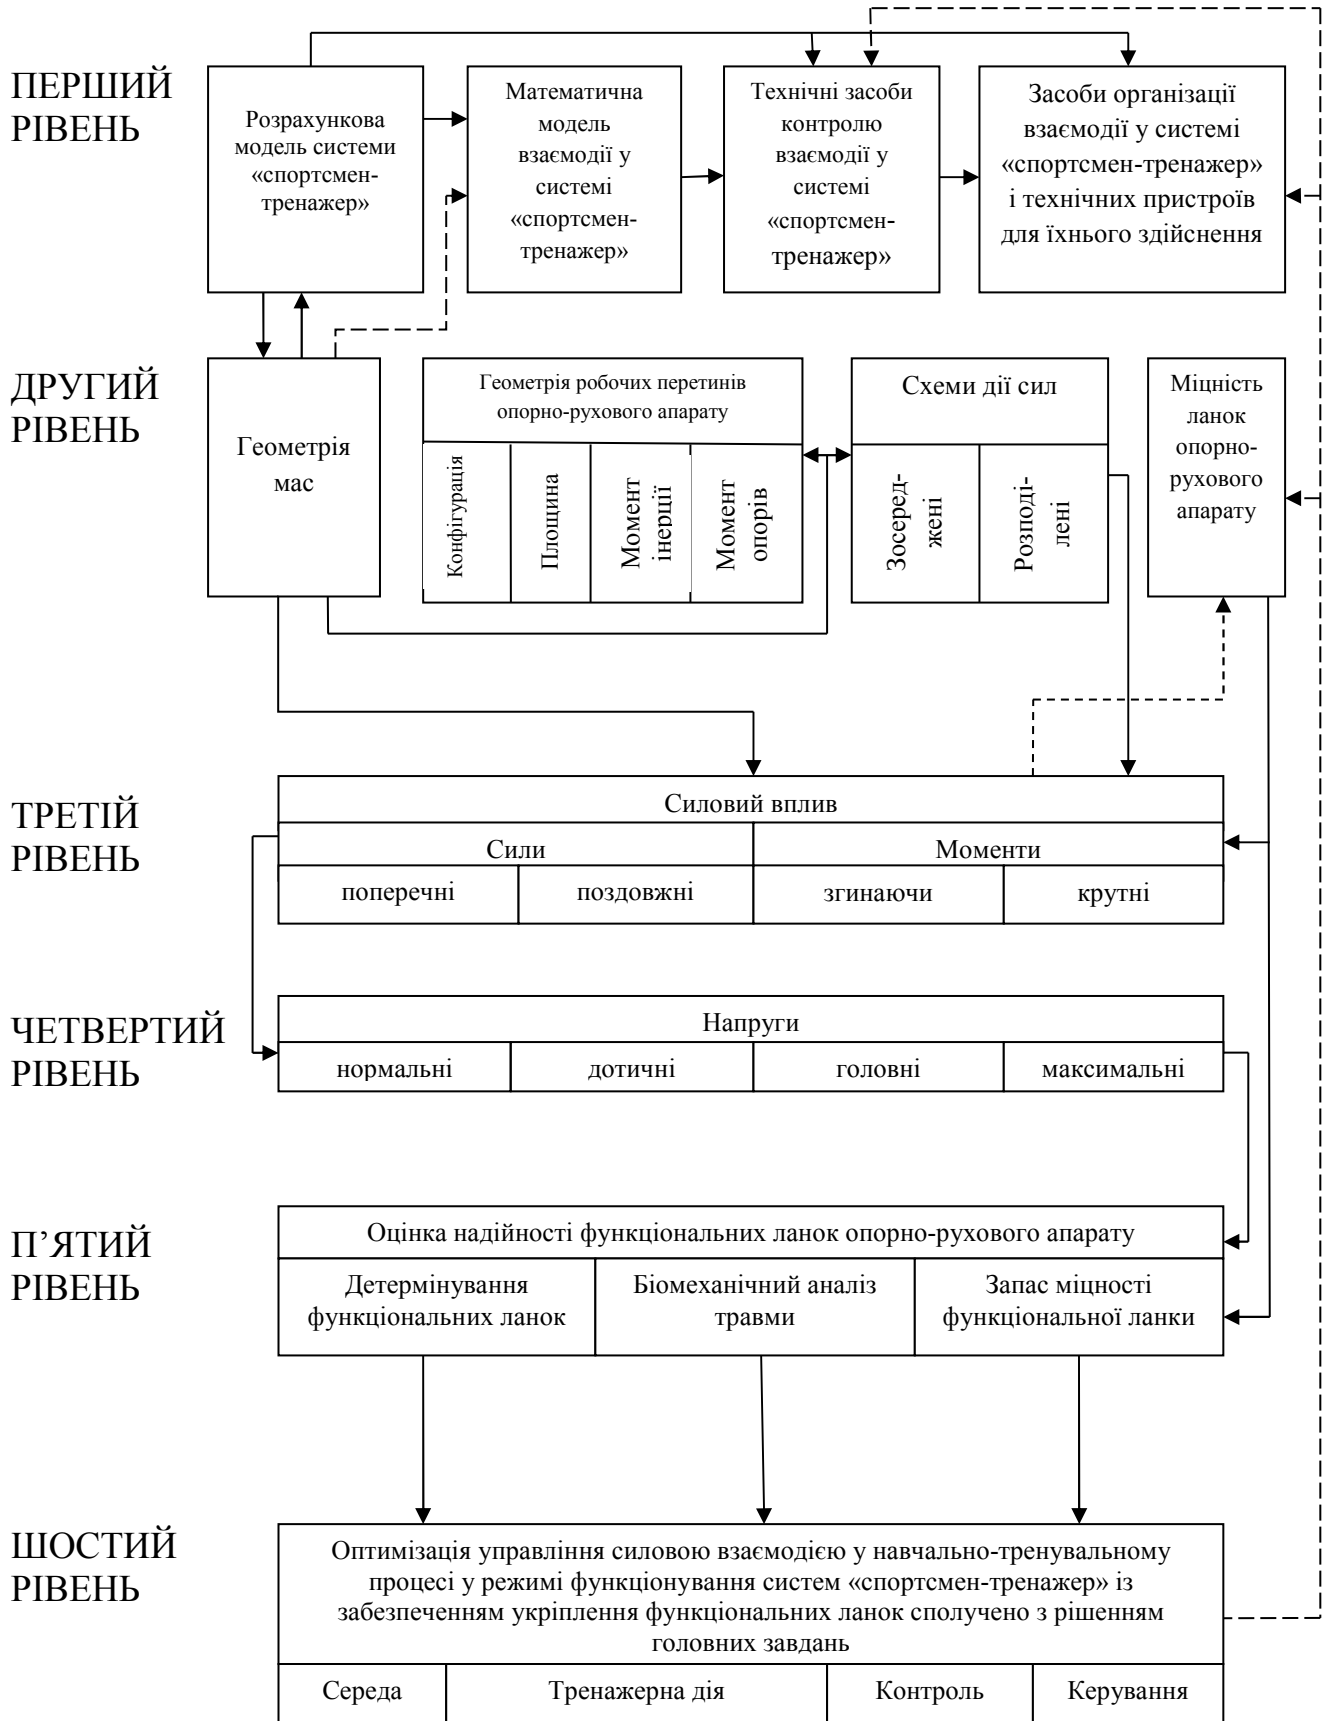 ПЕРШИЙ
РІВЕНЬ
Розрахункова
модель системи
«спортсмен-
тренажер»
Математична
модель
взаємодії у
системі
«спортсмен-
тренажер»
Технічні засоби
контролю
взаємодії у
системі
«спортсмен-
тренажер»
Засоби організації
взаємодії у системі
«спортсмен-тренажер»
і технічних пристроїв
для їхнього здійснення
ДРУГИЙ
РІВЕНЬ
Геометрія
мас
Геометрія робочих перетинів
опорно-рухового апарату
Конфігурація
Площина
Момент
інерції
Момент
опорів
Схеми дії сил
Зосеред-
жені
Розподі-
лені
Міцність
ланок
опорно-
рухового
апарату
ТРЕТІЙ
РІВЕНЬ
Силовий вплив
Сили
Моменти
поперечні
поздовжні
згинаючи
крутні
ЧЕТВЕРТИЙ
РІВЕНЬ
Напруги
нормальні
дотичні
головні
максимальні
П’ЯТИЙ
РІВЕНЬ
Оцінка надійності функціональних ланок опорно-рухового апарату
Детермінування
функціональних ланок
Біомеханічний аналіз
травми
Запас міцності
функціональної ланки
ШОСТИЙ
РІВЕНЬ
Оптимізація управління силовою взаємодією у навчально-тренувальному
процесі у режимі функціонування систем «спортсмен-тренажер» із
забезпеченням укріплення функціональних ланок сполучено з рішенням
головних завдань
Середа
Тренажерна дія
Контроль
Керування